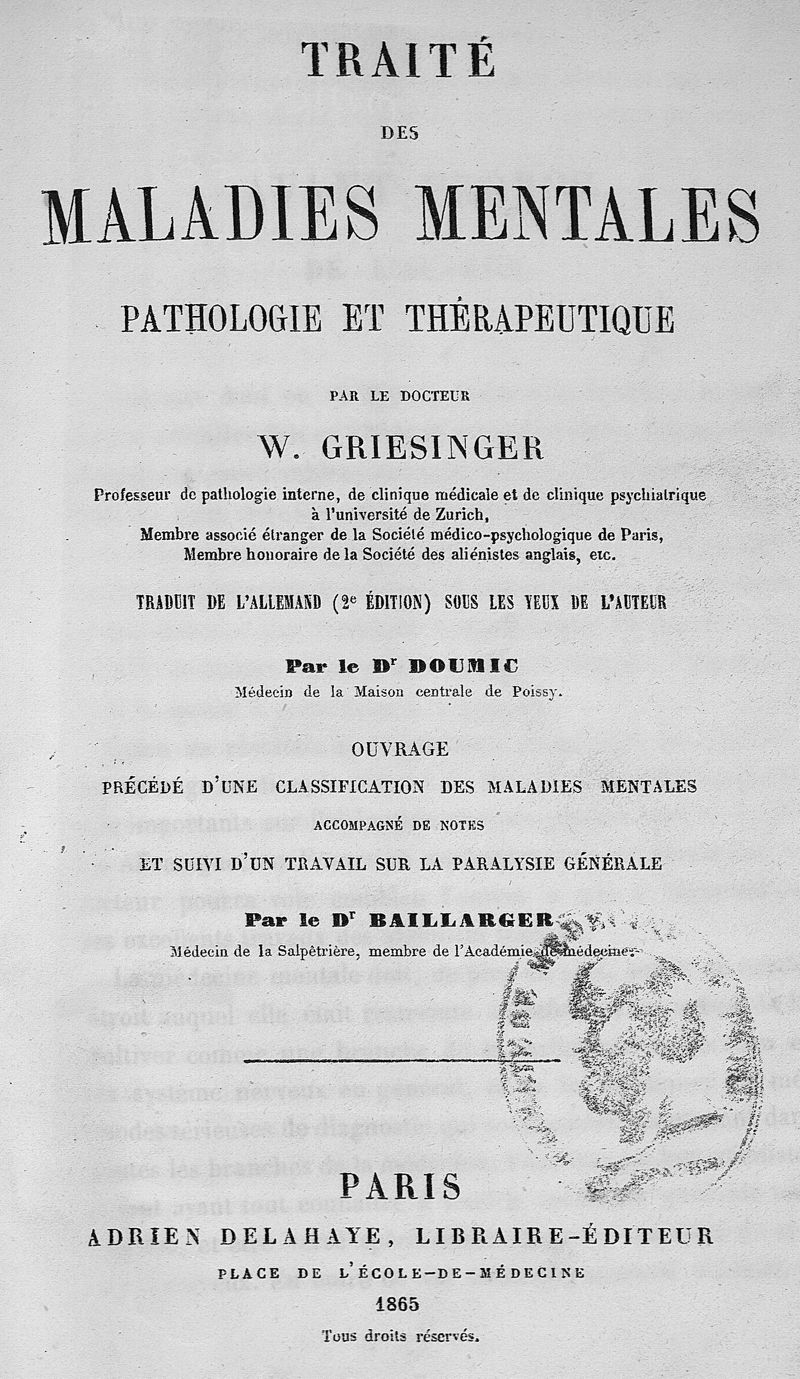 TRAITÉ
DES
MALADIES MENTALES
PATHOLOGIE ET THÉRAPEUTIQUE
PAR LE DOCTEUR
W. GRIESINGER
Professeur de pathologie interne, de clinique médicale et de clinique psychiatrique
à l'université de Zurich,
Membre associé étranger de la Société médico-psychologique de Paris,
Membre honoraire de la Société des aliénistes anglais, etc.
TRADUIT DE L'ALLEMAND (2e ÉDITION) SOUS LES YEUX DE L'AUTEUR
Par le Dr DOUMIC
Médecin de la Maison centrale de Poissy.
OUVRAGE
PRÉCÉDÉ D'UNE CLASSIFICATION DES MALADIES MENTALES
ACCOMPAGNÉ DE NOTES
ET SUIVI D'UN TRAVAIL SUR LA PARALYSIE GÉNÉRALE
Par le Dr BAILLARGER
Médecin de la Salpêtrière, membre de l'Académie de médecine.
PARIS
ADRIEN DELAHAYE, LIBRAIRE-ÉDITEUR
PLACE DE L'ÉCOLE-DE-MÉDECINE
1865
Tous droits réservés.